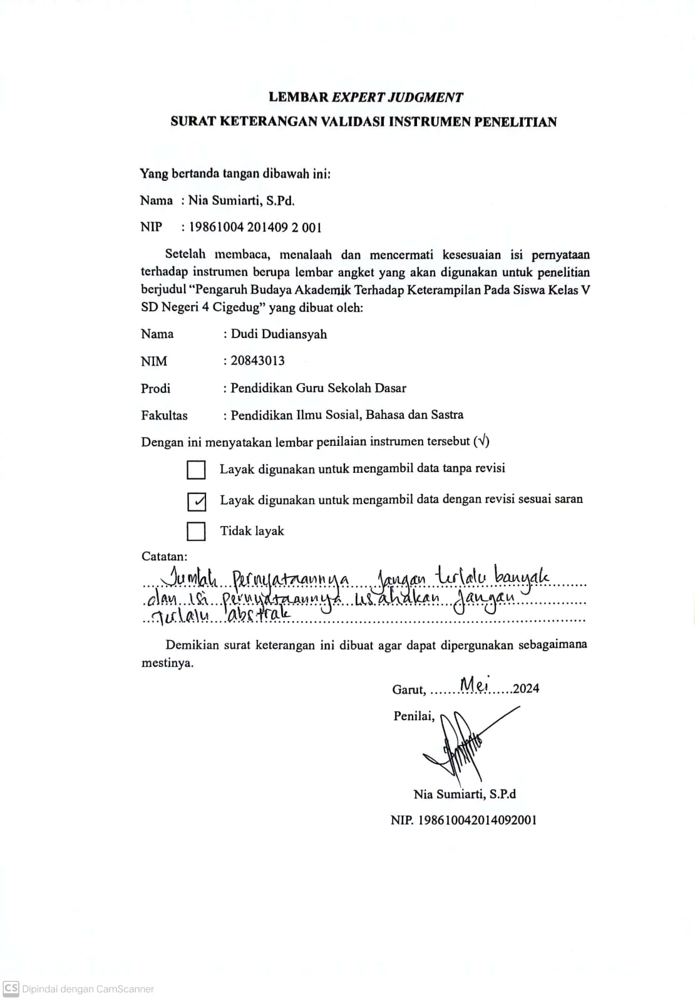 LEMBAR EXPERT JUDGMENT
SURAT KETERANGAN VALIDASI INSTRUMEN PENELITIAN
Yang bertanda tangan dibawah ini:
Nama : Nia Sumiarti, S.Pd.
NIP : 19861004 201409 2 001
Setelah membaca, menalaah dan mencermati kesesuaian isi pernyataan
terhadap instrumen berupa lembar angket yang akan digunakan untuk penelitian
berjudul “Pengaruh Budaya Akademik Terhadap Keterampilan Pada Siswa Kelas V
SD Negeri 4 Cigedug” yang dibuat oleh:
Nama : Dudi Dudiansyah
NIM : 20843013
Prodi : Pendidikan Guru Sekolah Dasar
Fakultas : Pendidikan Ilmu Sosial, Bahasa dan Sastra
Dengan ini menyatakan lembar penilaian instrumen tersebut (√)
Layak digunakan untuk mengambil data tanpa revisi
✓ Layak digunakan untuk mengambil data dengan revisi sesuai saran
Tidak layak
Catatan:
Jumlah Pernyataannya Jangan terlalu banyak
dan isi pernyataannya usahakan Jangan
Terlalu abstrak
Demikian surat keterangan ini dibuat agar dapat dipergunakan sebagaimana
mestinya.
Garut, ......Mei......2024
Penilai,
Nia Sumiarti, S.P.d
NIP. 198610042014092001
CS Dipindai dengan CamScanner